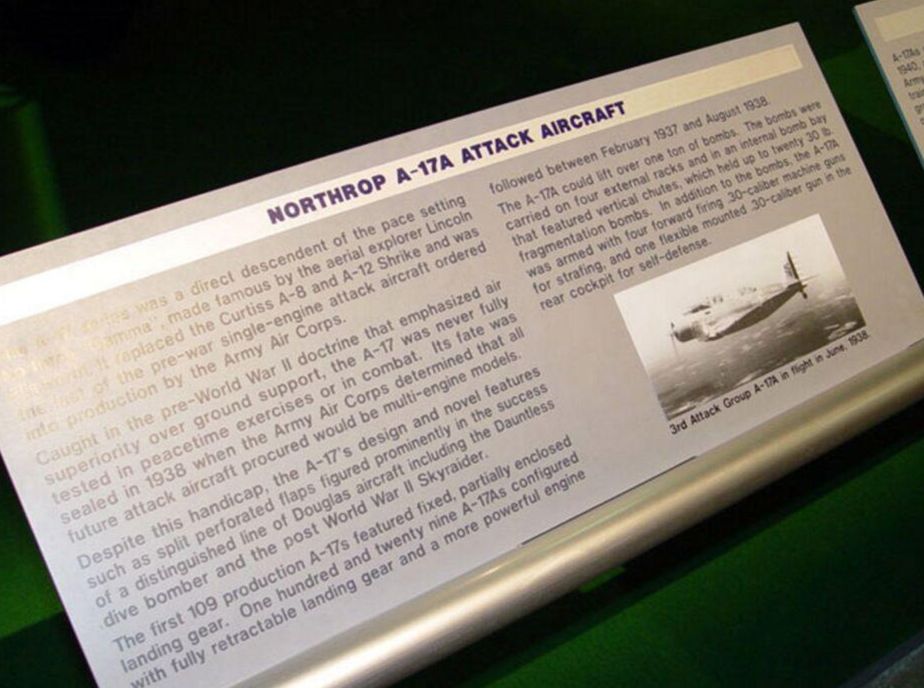 NORTHROP A-17A ATTACK AIRCRAFT
The A-17 series was a direct descendent of the pace setting
"Gamma", made famous by the aerial explorer Lincoln
It replaced the Curtiss A-8 and A-12 Shrike and was
the of the pre-war single-engine attack aircraft ordered
into production by the Army Air Corps.
Caught in the pre-World War II doctrine that emphasized air
superiority over ground support, the A-17 was never fully
tested in peacetime exercises or in combat. Its fate was
sealed in 1938 when the Army Air Corps determined that all
future attack aircraft procured would be multi-engine models.
Despite this handicap, the A-17's design and novel features
such as split perforated flaps figured prominently in the success
of a distinguished line of Douglas aircraft including the Dauntless
dive bomber and the post World War II Skyraider.
The first 109 production A-17s featured fixed, partially enclosed
landing gear. One hundred and twenty nine A-17As configured
with fully retractable landing gear and a more powerful engine
followed between February 1937 and August 1938.
The A-17A could lift over one ton of bombs. The bombs were
carried on four external racks and in an internal bomb bay
that featured vertical chutes, which held up to twenty 30 lb.
fragmentation bombs. In addition to the bombs, the A-17A
was armed with four forward firing .30-caliber machine guns
for strafing, and one flexible mounted .30-caliber gun in the
rear cockpit for self-defense.
3rd Attack Group A-17A in flight in June, 1938.
A-17As
1940,
Army